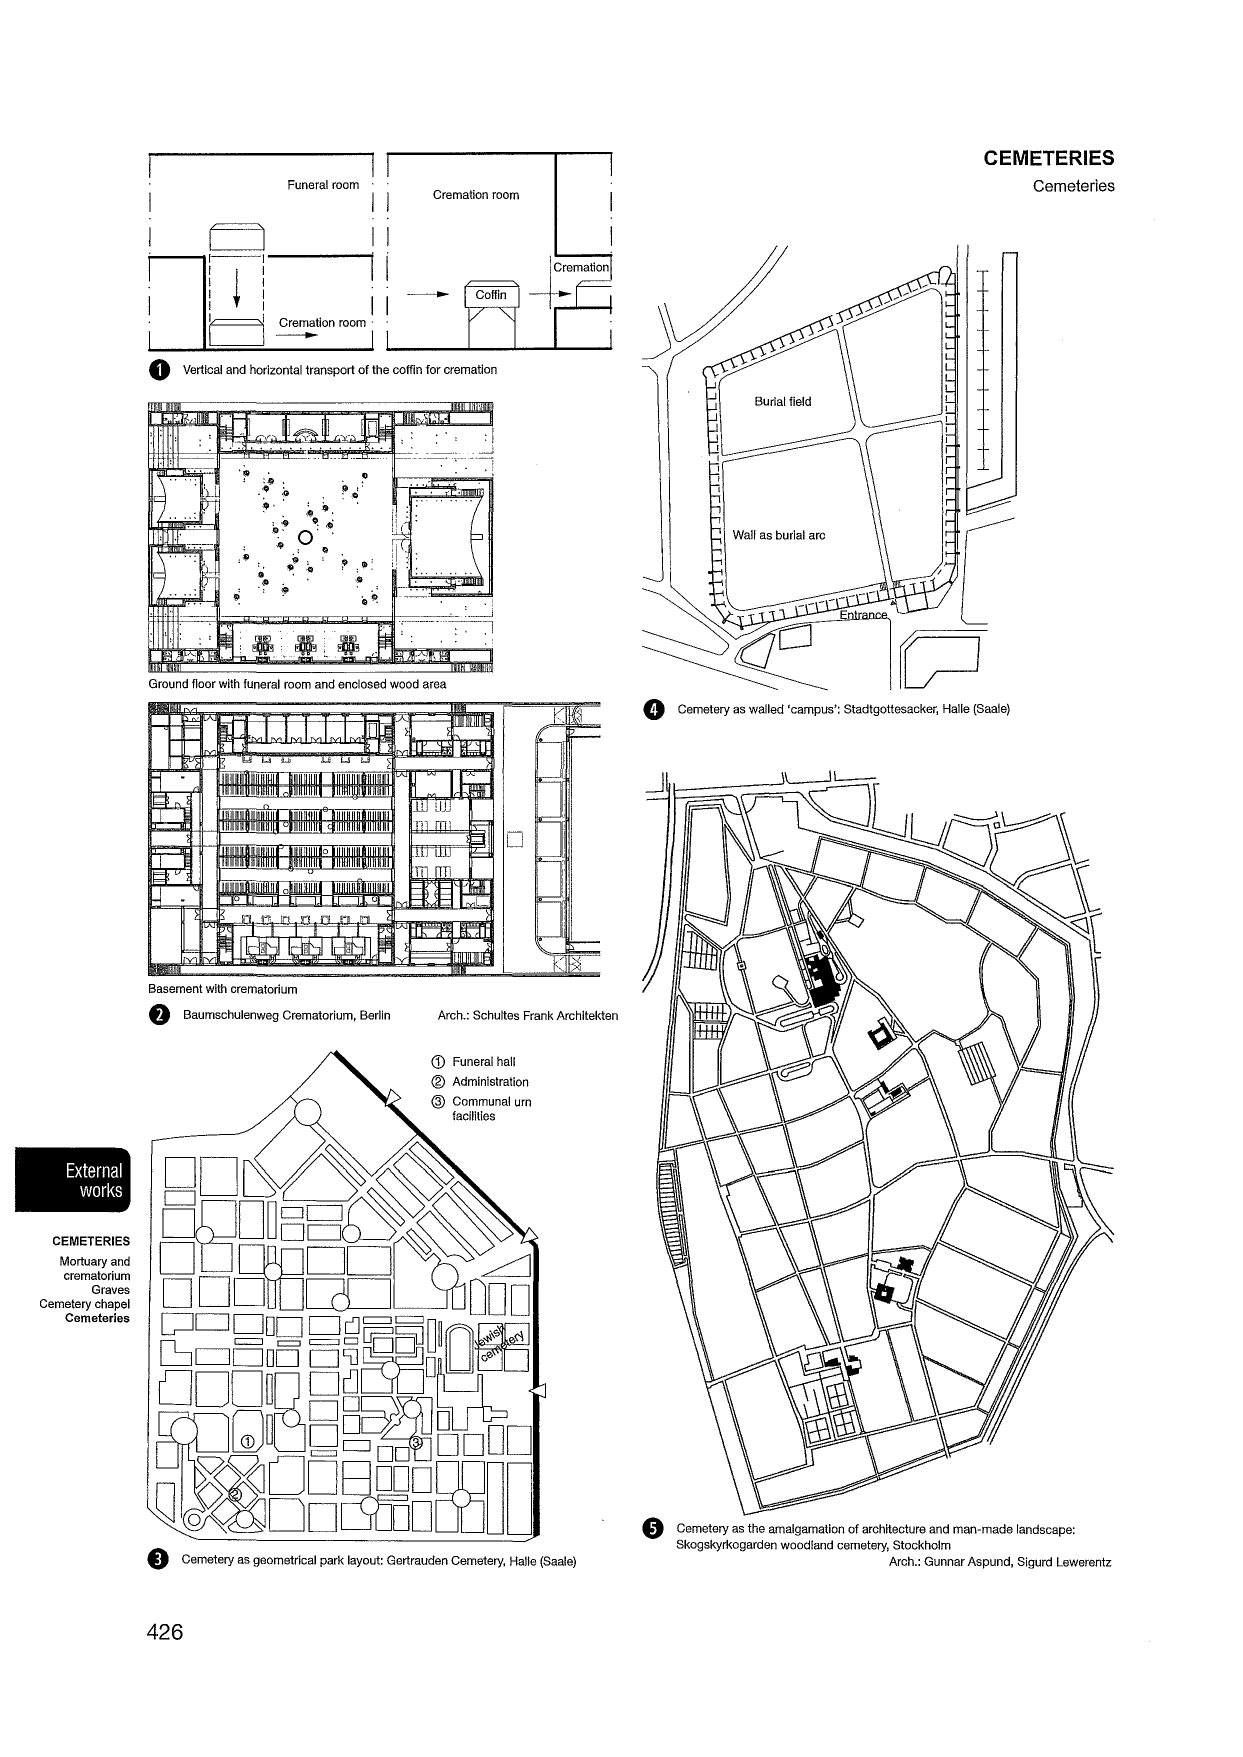 CEMETERIES
Cemeteries
Funeral room
Cremation room
Cremation room
Cremation
Coffin
1 Vertical and horizontal transport of the coffin for cremation
Ground floor with funeral room and enclosed wood area
Basement with crematorium
2 Baumschulenweg Crematorium, Berlin Arch.: Schultes Frank Architekten
1 Funeral hall
2 Administration
3 Communal urn
facilities
Jewish
cemetery
1
2
3
3 Cemetery as geometrical park layout: Gertrauden Cemetery, Halle (Saale)
Burial field
Wall as burial arc
Entrance
4 Cemetery as walled ‘campus’: Stadtgottesacker, Halle (Saale)
5 Cemetery as the amalgamation of architecture and man-made landscape:
Skogskyrkogarden woodland cemetery, Stockholm
Arch.: Gunnar Aspund, Sigurd Lewerentz
External
works
CEMETERIES
Mortuary and
crematorium
Graves
Cemetery chapel
Cemeteries
426